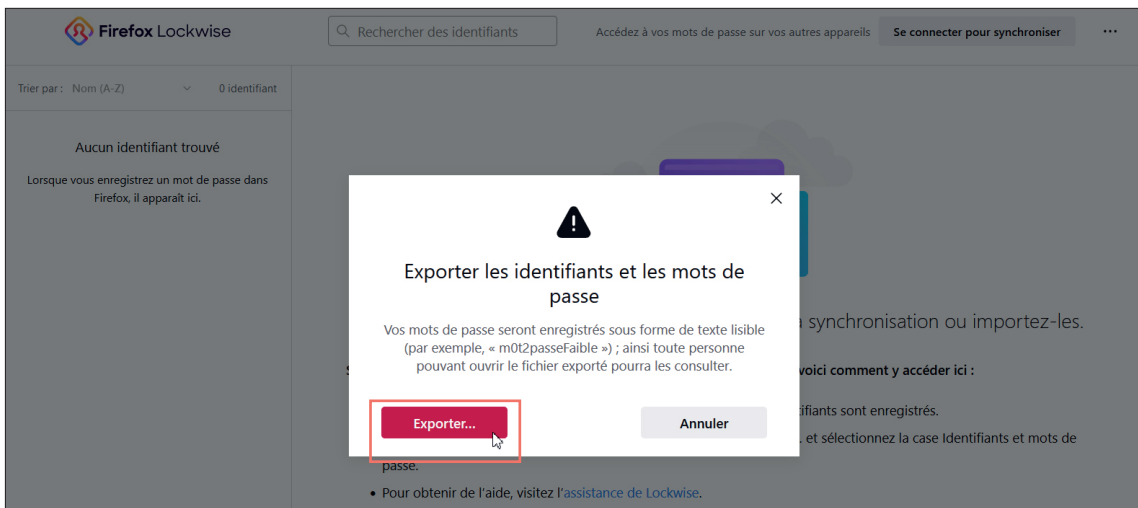 Firefox Lockwise
Rechercher des identifiants
Accédez à vos mots de passe sur vos autres appareils
Se connecter pour synchroniser
Trier par : Nom (A-Z)
0 identifiant
Aucun identifiant trouvé
Lorsque vous enregistrez un mot de passe dans
Firefox, il apparaît ici.
Exporter les identifiants et les mots de
passe
Vos mots de passe seront enregistrés sous forme de texte lisible
(par exemple, « m0t2passeFaible ») ; ainsi toute personne
pouvant ouvrir le fichier exporté pourra les consulter.
Exporter...
Annuler
synchronisation ou importez-les.
voici comment y accéder ici :
ifiants sont enregistrés.
. et sélectionnez la case Identifiants et mots de
passe.
• Pour obtenir de l'aide, visitez l'assistance de Lockwise.